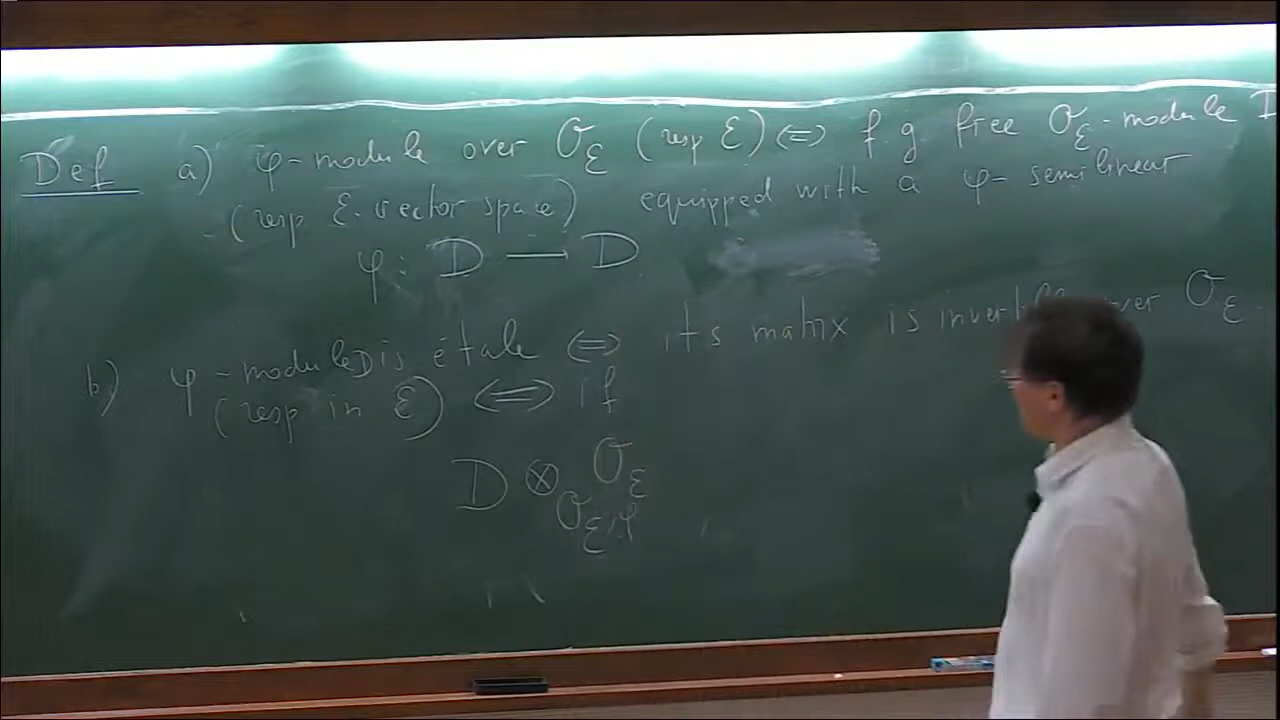 Def a) φ-module over O_ℰ (resp ℰ) ⟺ f.g. free O_ℰ-module D
(resp ℰ-vector space) equipped with a φ-semilinear
φ: D → D.
b) φ-module D is étale ⟺ its matrix is invertible over O_ℰ.
(resp in ℰ) ⟺ if
D ⊗_{O_ℰ, φ} O_ℰ